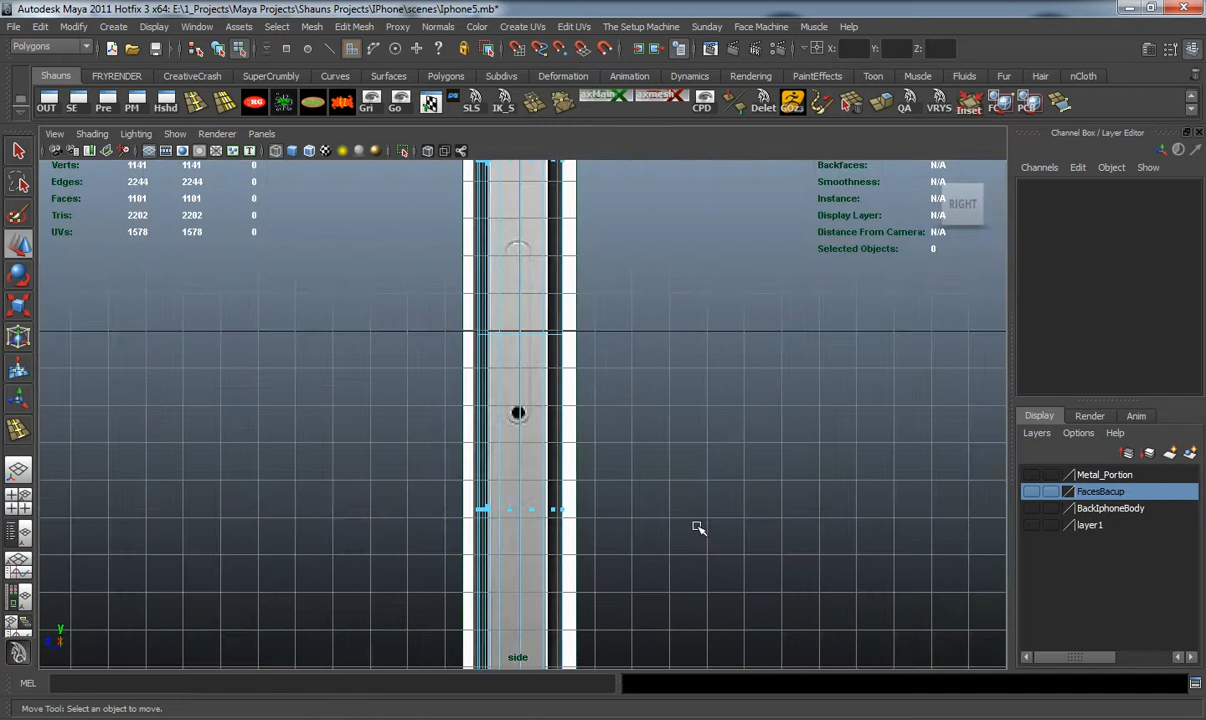 Autodesk Maya 2011 Hotfix 3 x64: E:\1_Projects\Maya Projects\Shauns Projects\IPhone\scenes\Iphone5.mb*
File Edit Modify Create Display Window Assets Select Mesh Edit Mesh Proxy Normals Color Create UVs Edit UVs The Setup Machine Sunday Face Machine Muscle Help
Polygons X: Y: Z:
Shauns FRYRENDER CreativeCrash SuperCrumbly Curves Surfaces Polygons Subdivs Deformation Animation Dynamics Rendering PaintEffects Toon Muscle Fluids Fur Hair nCloth
OUT SE Pre PM Hshd Gri Go SLS IK_S axMain axmesh CPD Delet GOZ3 QA VRYS Inset
View Shading Lighting Show Renderer Panels
Channel Box / Layer Editor
Channels Edit Object Show
Verts: 1141 1141 0
Edges: 2244 2244 0
Faces: 1101 1101 0
Tris: 2202 2202 0
UVs: 1578 1578 0
Backfaces: N/A
Smoothness: N/A
Instance: N/A
Display Layer: N/A
Distance From Camera: N/A
Selected Objects: 0
RIGHT
Display Render Anim
Layers Options Help
Metal_Portion
FacesBacup
BackIphoneBody
layer1
y
side
MEL
Move Tool: Select an object to move.